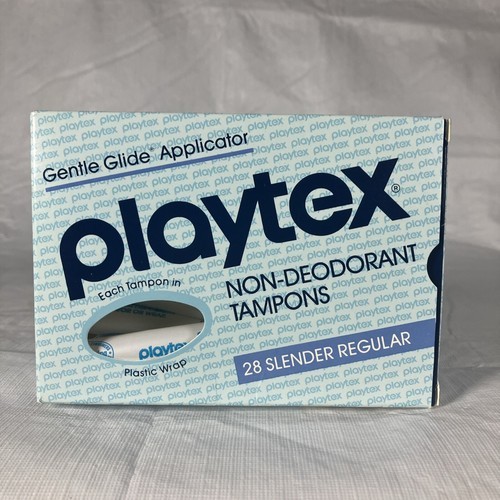 Gentle Glide® Applicator
playtex®
Each Tampon in
playtex
Plastic Wrap
NON-DEODORANT
TAMPONS
28 SLENDER REGULAR